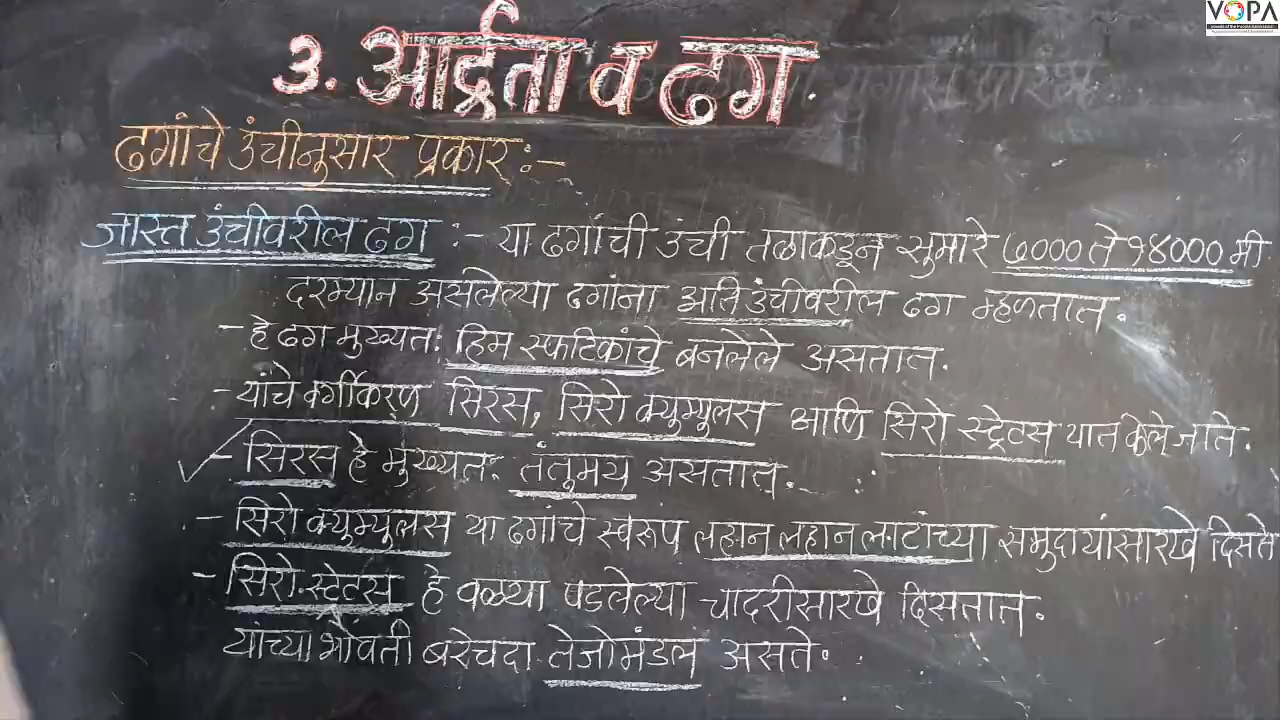 VOPA
३. आर्द्रता व ढग.
ढगांचे उंचीनुसार प्रकार :-
जास्त उंचीवरील ढग :- या ढगांची उंची तळाकडून सुमारे ७००० ते १४००० मी
दरम्यान असलेल्या ढगांना अति उंचीवरील ढग म्हणतात.
- हे ढग मुख्यतः हिम स्फटिकांचे बनलेले असतात.
- यांचे वर्गीकरण सिरस, सिरो क्युम्युलस आणि सिरो स्ट्रेटस यात केले जाते.
- सिरस हे मुख्यतः तंतुमय असतात.
- सिरो क्युम्युलस या ढगांचे स्वरूप लहान लहान लाटांच्या समुदायांसारखे दिसते
- सिरो-स्ट्रेटस हे वळ्या पडलेल्या चादरीसारखे दिसतात.
यांच्या भोवती बरेचदा तेजोमंडल असते.